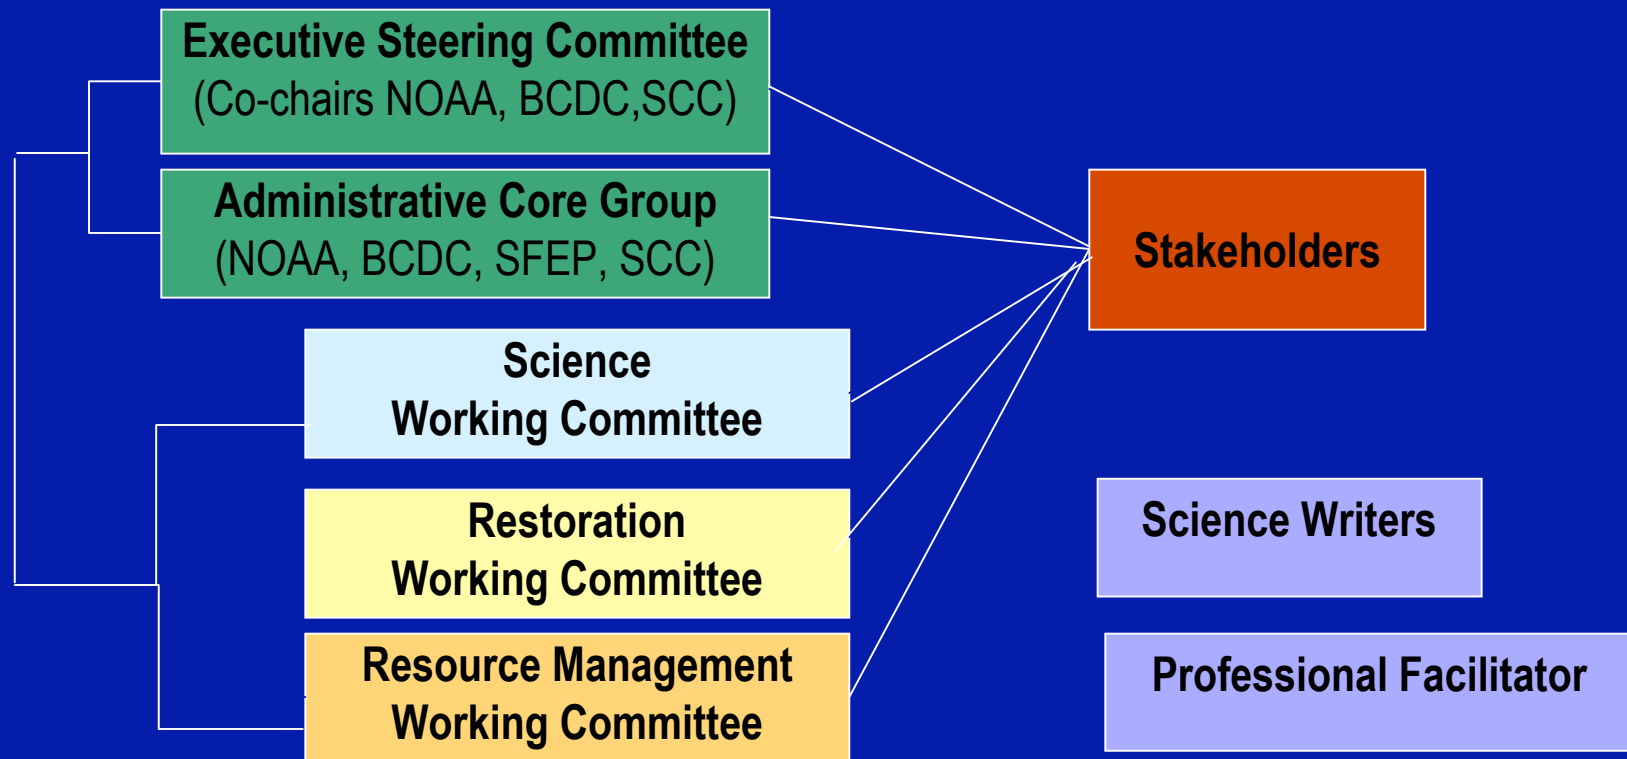 Executive Steering Committee
(Co-chairs NOAA, BCDC,SCC)
Administrative Core Group
(NOAA, BCDC, SFEP, SCC)
Stakeholders
Science
Working Committee
Restoration
Working Committee
Science Writers
Resource Management
Working Committee
Professional Facilitator